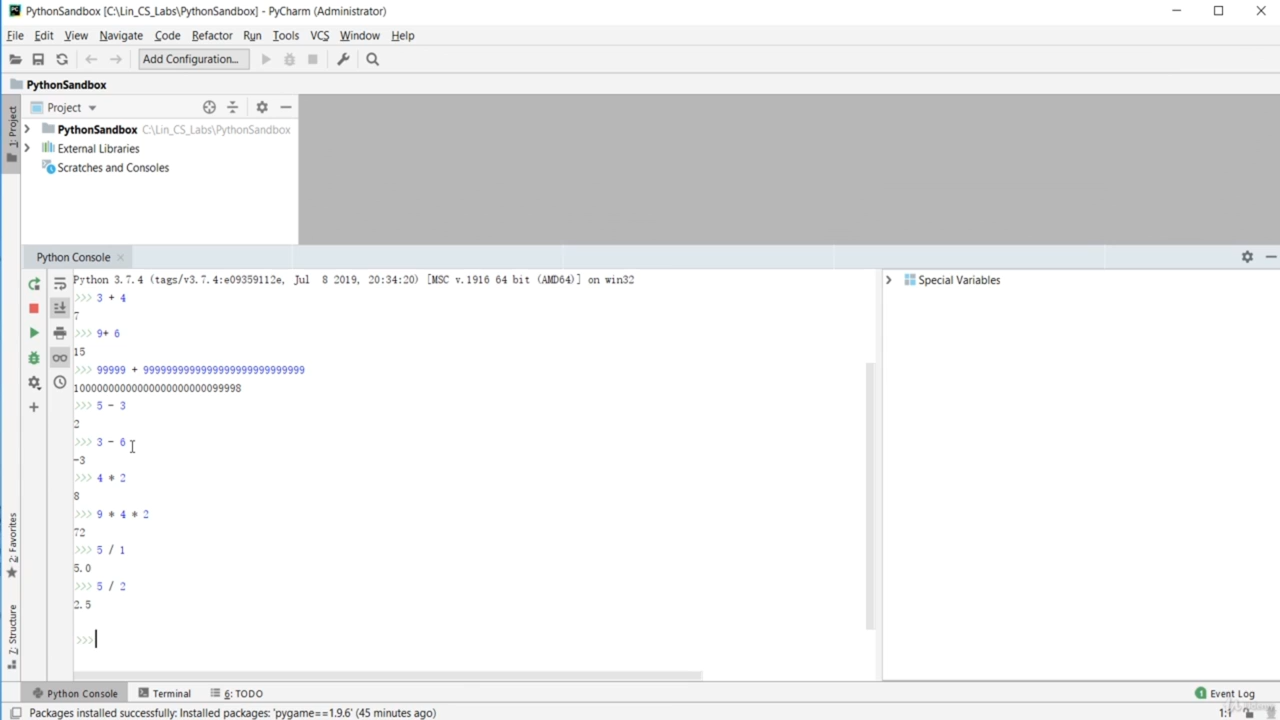 PythonSandbox [C:\Lin_CS_Labs\PythonSandbox] - PyCharm (Administrator)
File Edit View Navigate Code Refactor Run Tools VCS Window Help
Add Configuration...
PythonSandbox
1: Project
Project
PythonSandbox C:\Lin_CS_Labs\PythonSandbox
External Libraries
Scratches and Consoles
Python Console
Python 3.7.4 (tags/v3.7.4:e09359112e, Jul 8 2019, 20:34:20) [MSC v.1916 64 bit (AMD64)] on win32
>>> 3 + 4
7
>>> 9+ 6
15
>>> 99999 + 9999999999999999999999999999
10000000000000000000000099998
>>> 5 - 3
2
>>> 3 - 6
-3
>>> 4 * 2
8
>>> 9 * 4 * 2
72
>>> 5 / 1
5.0
>>> 5 / 2
2.5
>>>
Special Variables
2: Favorites
7: Structure
Python Console Terminal 6: TODO
1 Event Log
Packages installed successfully: Installed packages: 'pygame==1.9.6' (45 minutes ago)
1:1